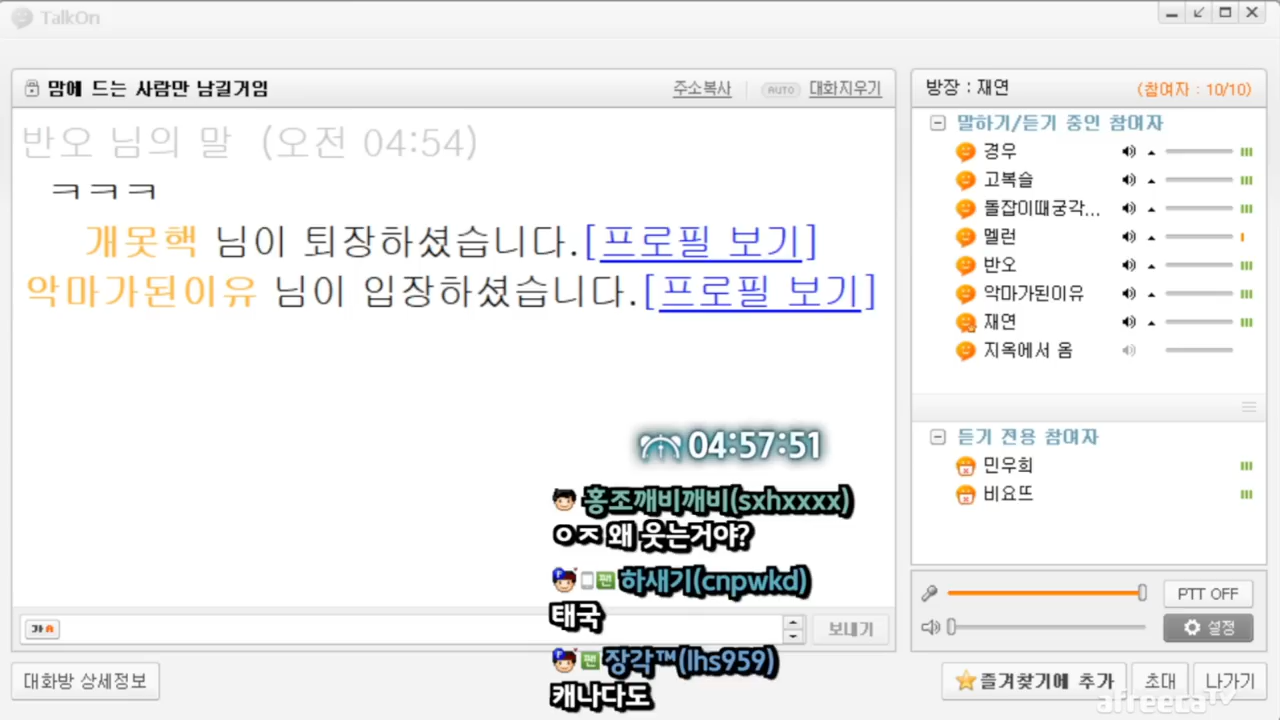 TalkOn
맘에 드는 사람만 남길거임
주소복사
AUTO 대화지우기
반오 님의 말 (오전 04:54)
ㅋㅋㅋ
개못핵 님이 퇴장하셨습니다.[프로필 보기]
악마가된이유 님이 입장하셨습니다.[프로필 보기]
04:57:51
홍조깨비깨비(sxhxxxx)
ㅇㅈ 왜 웃는거야?
팬 하새기(cnpwkd)
태국
팬 장각™(lhs959)
캐나다도
가A
보내기
대화방 상세정보
방장 : 재연
(참여자 : 10/10)
말하기/듣기 중인 참여자
경우
고복슬
돌잡이때궁각...
멜런
반오
악마가된이유
재연
지옥에서 옴
듣기 전용 참여자
민우회
비요뜨
PTT OFF
설정
즐겨찾기에 추가
초대
나가기
afreecaTV